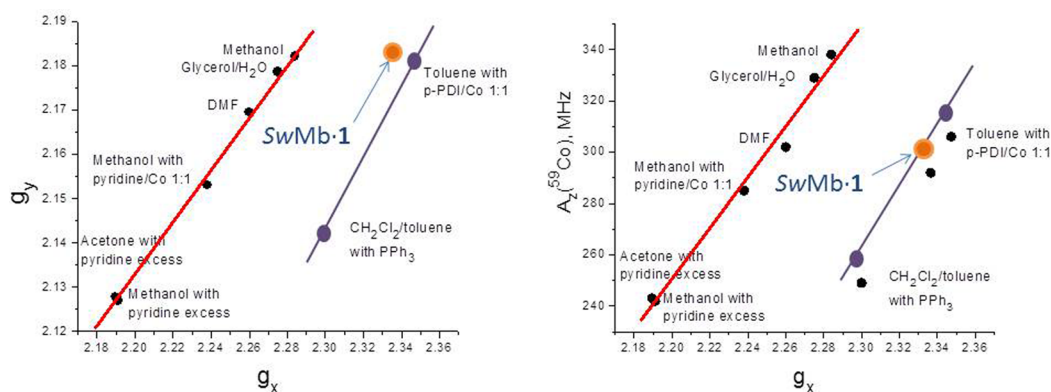 2.19
2.18
2.17
2.16
2.15
2.14
2.13
2.12
g_y
Methanol
Glycerol/H₂O
DMF
Methanol with
pyridine/Co 1:1
Acetone with
pyridine excess
Methanol with
pyridine excess
Toluene with
p-PDI/Co 1:1
SwMb·1
CH₂Cl₂/toluene
with PPh₃
2.18 2.20 2.22 2.24 2.26 2.28 2.30 2.32 2.34 2.36
gₓ
340
320
300
280
260
240
A_z(⁵⁹Co), MHz
Methanol
Glycerol/H₂O
DMF
Methanol with
pyridine/Co 1:1
Acetone with
pyridine excess
Methanol with
pyridine excess
Toluene with
p-PDI/Co 1:1
SwMb·1
CH₂Cl₂/toluene
with PPh₃
2.18 2.20 2.22 2.24 2.26 2.28 2.30 2.32 2.34 2.36
gₓ